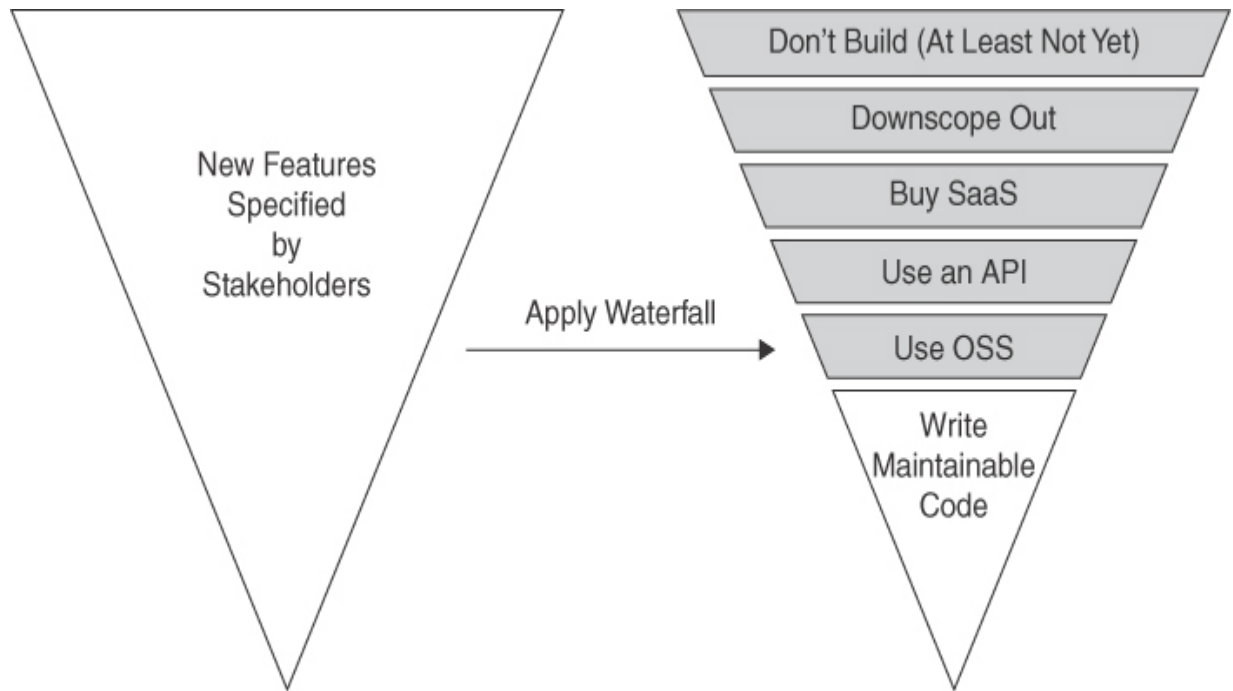 New Features
Specified
by
Stakeholders
Apply Waterfall
Don't Build (At Least Not Yet)
Downscope Out
Buy SaaS
Use an API
Use OSS
Write
Maintainable
Code